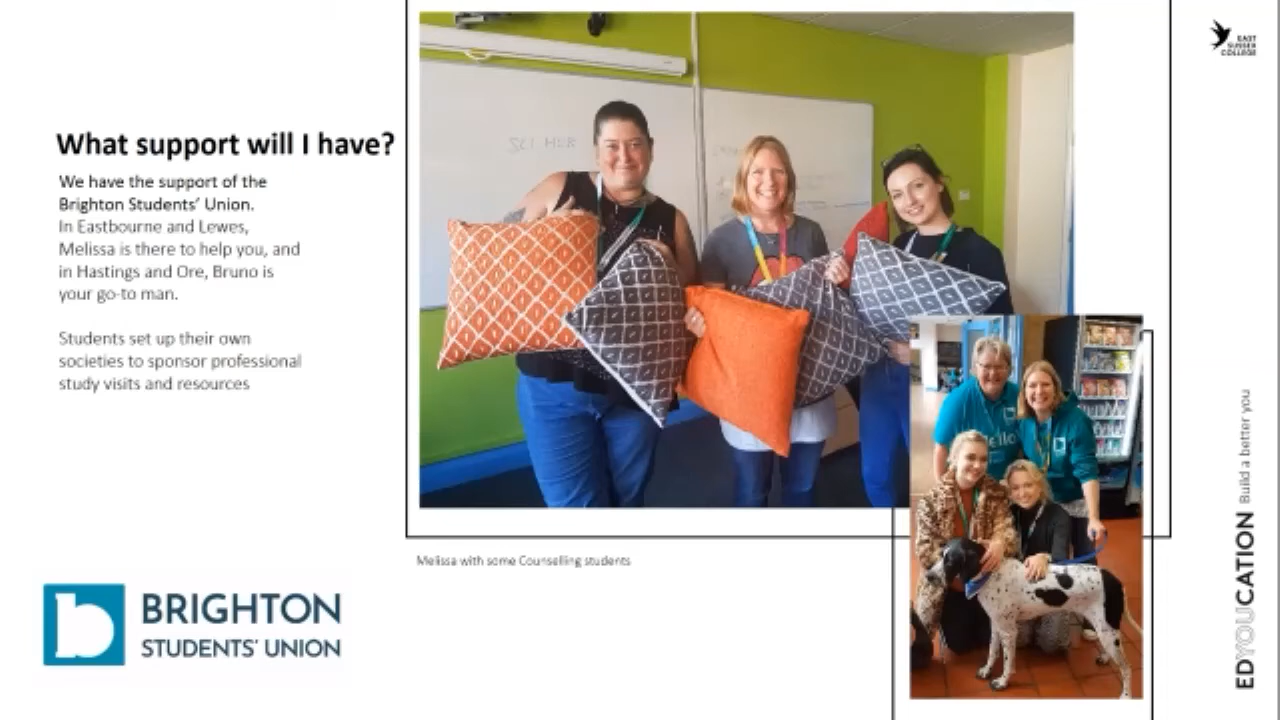 What support will I have?
We have the support of the
Brighton Students' Union.
In Eastbourne and Lewes,
Melissa is there to help you, and
in Hastings and Ore, Bruno is
your go-to man.
Students set up their own
societies to sponsor professional
study visits and resources
Melissa with some Counselling students
BRIGHTON
STUDENTS' UNION
EAST
SUSSEX
COLLEGE
EDYOUCATION Build a better you